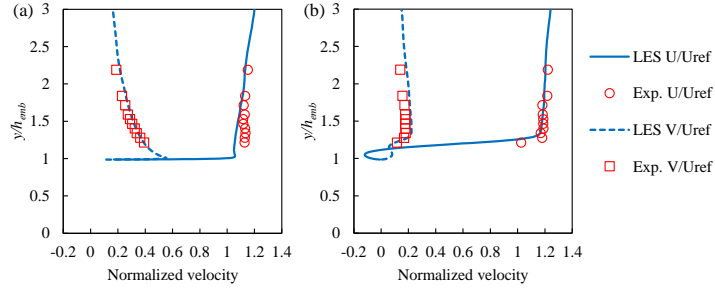 (a)
3
2.5
2
1.5
1
0.5
0
y/h_emb
-0.2 0 0.2 0.4 0.6 0.8 1 1.2 1.4
Normalized velocity
(b)
3
2.5
2
1.5
1
0.5
0
y/h_emb
-0.2 0 0.2 0.4 0.6 0.8 1 1.2 1.4
Normalized velocity
LES U/Uref
Exp. U/Uref
LES V/Uref
Exp. V/Uref